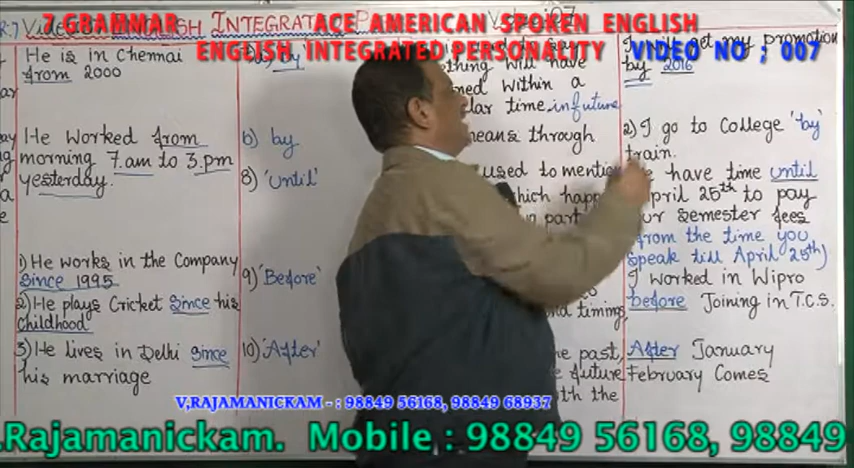 7 GRAMMAR ACE AMERICAN SPOKEN ENGLISH
ENGLISH INTEGRATED PERSONALITY VIDEO NO ; 007
He is in Chennai
from 2000
He worked from
morning 7.am to 3.pm
yesterday.
1) He works in the Company
Since 1995
2) He plays Cricket since his
childhood
3) He lives in Delhi since
his marriage
by
b) by
8) 'Until'
9) 'Before'
10) 'After'
thing will have
within a
time in future
means through
used to mention
which
timings
the past,
future
the
get my promotion
by 2016
2) I go to College 'by'
train.
have time until
April 25th to pay
semester fees
from the time you
speak till April 25th)
I worked in Wipro
before Joining in T.C.S.
After January
February Comes
V,RAJAMANICKAM - : 98849 56168, 98849 68937
.Rajamanickam. Mobile : 98849 56168, 98849